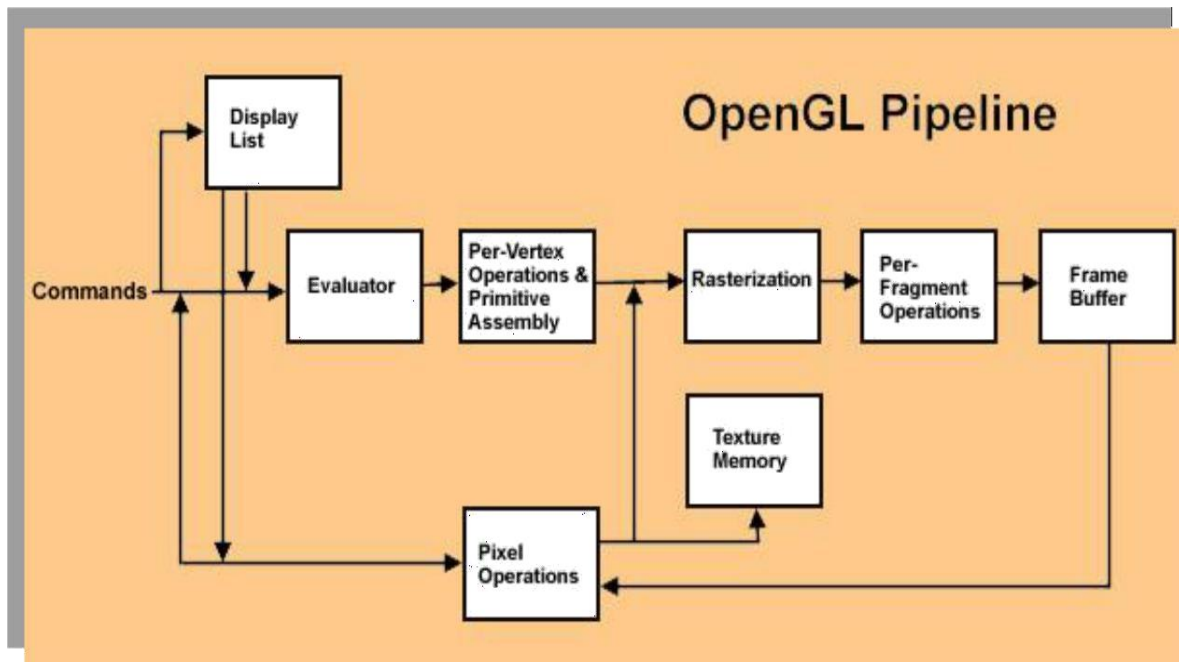 OpenGL Pipeline
Display
List
Commands
Evaluator
Per-Vertex
Operations &
Primitive
Assembly
Rasterization
Per-
Fragment
Operations
Frame
Buffer
Texture
Memory
Pixel
Operations